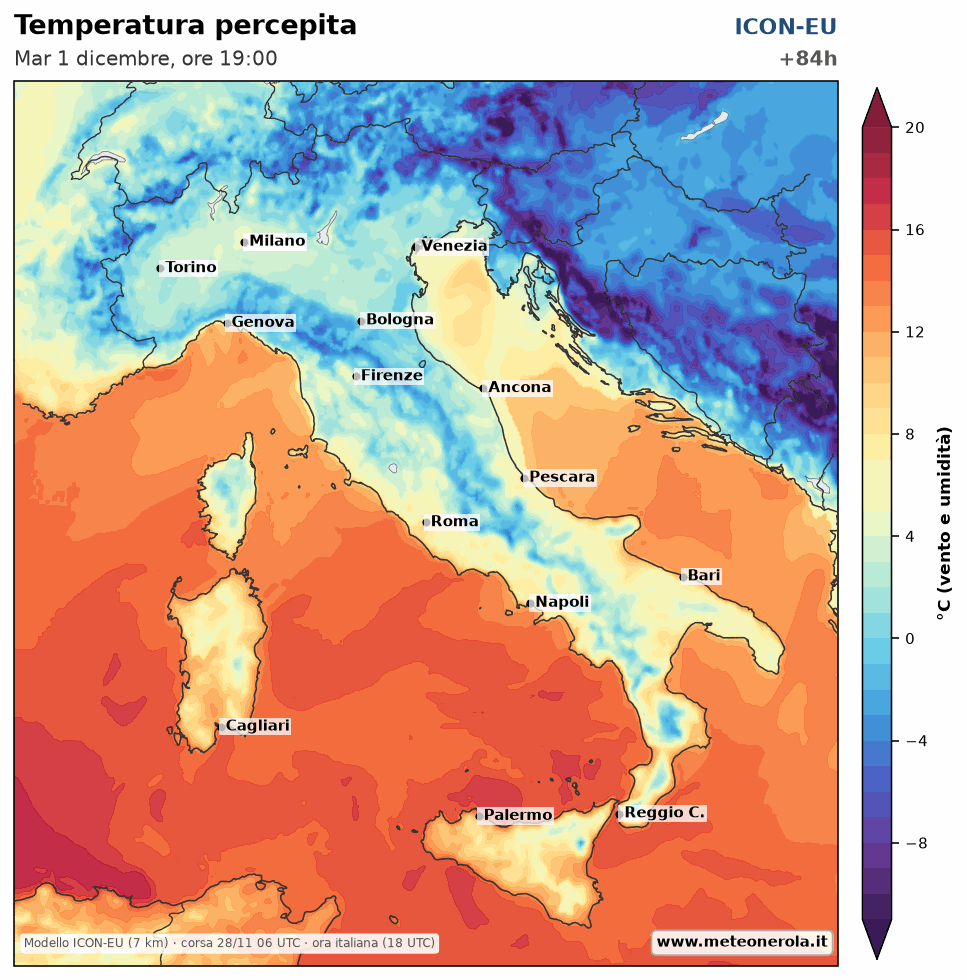 Temperatura percepita
ICON-EU
Mar 1 dicembre, ore 19:00
+84h
Milano
Venezia
Torino
Genova
Bologna
Firenze
Ancona
Pescara
Roma
Bari
Napoli
Cagliari
Palermo
Reggio C.
20
16
12
8
4
0
−4
−8
°C (vento e umidità)
Modello ICON-EU (7 km) · corsa 28/11 06 UTC · ora italiana (18 UTC)
www.meteonerola.it